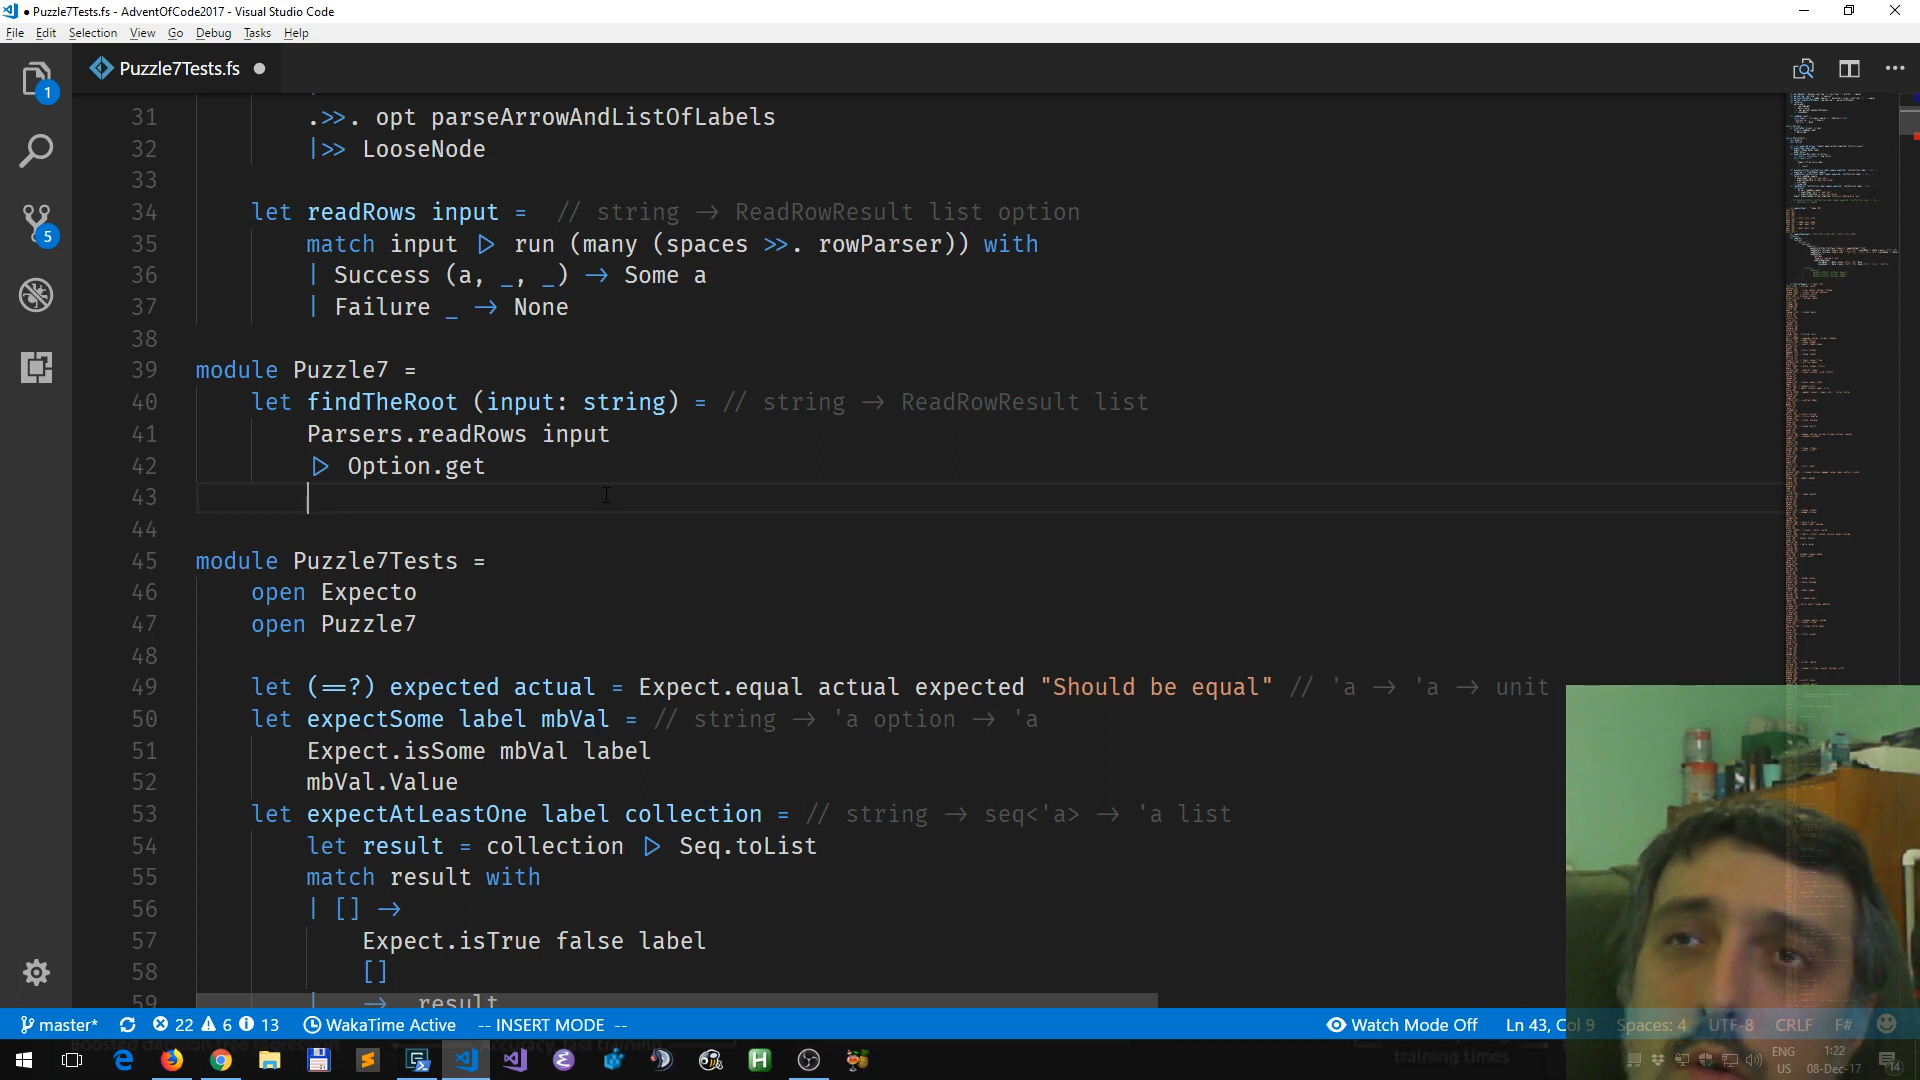 ● Puzzle7Tests.fs - AdventOfCode2017 - Visual Studio Code
File Edit Selection View Go Debug Tasks Help
1
Puzzle7Tests.fs
31 .>>. opt parseArrowAndListOfLabels
32 |>> LooseNode
33
5
34 let readRows input = // string → ReadRowResult list option
35 match input ▷ run (many (spaces >>. rowParser)) with
36 | Success (a, _, _) → Some a
37 | Failure _ → None
38
39 module Puzzle7 =
40 let findTheRoot (input: string) = // string → ReadRowResult list
41 Parsers.readRows input
42 ▷ Option.get
43
44
45 module Puzzle7Tests =
46 open Expecto
47 open Puzzle7
48
49 let (==?) expected actual = Expect.equal actual expected "Should be equal" // 'a → 'a → unit
50 let expectSome label mbVal = // string → 'a option → 'a
51 Expect.isSome mbVal label
52 mbVal.Value
53 let expectAtLeastOne label collection = // string → seq<'a> → 'a list
54 let result = collection ▷ Seq.toList
55 match result with
56 | [] →
57 Expect.isTrue false label
58 []
59 | _ → result
master* 22 6 13 WakaTime Active -- INSERT MODE -- Watch Mode Off Ln 43, Col 9 Spaces: 4 UTF-8 CRLF F#
training times
ENG
US
1:22
08-Dec-17
14